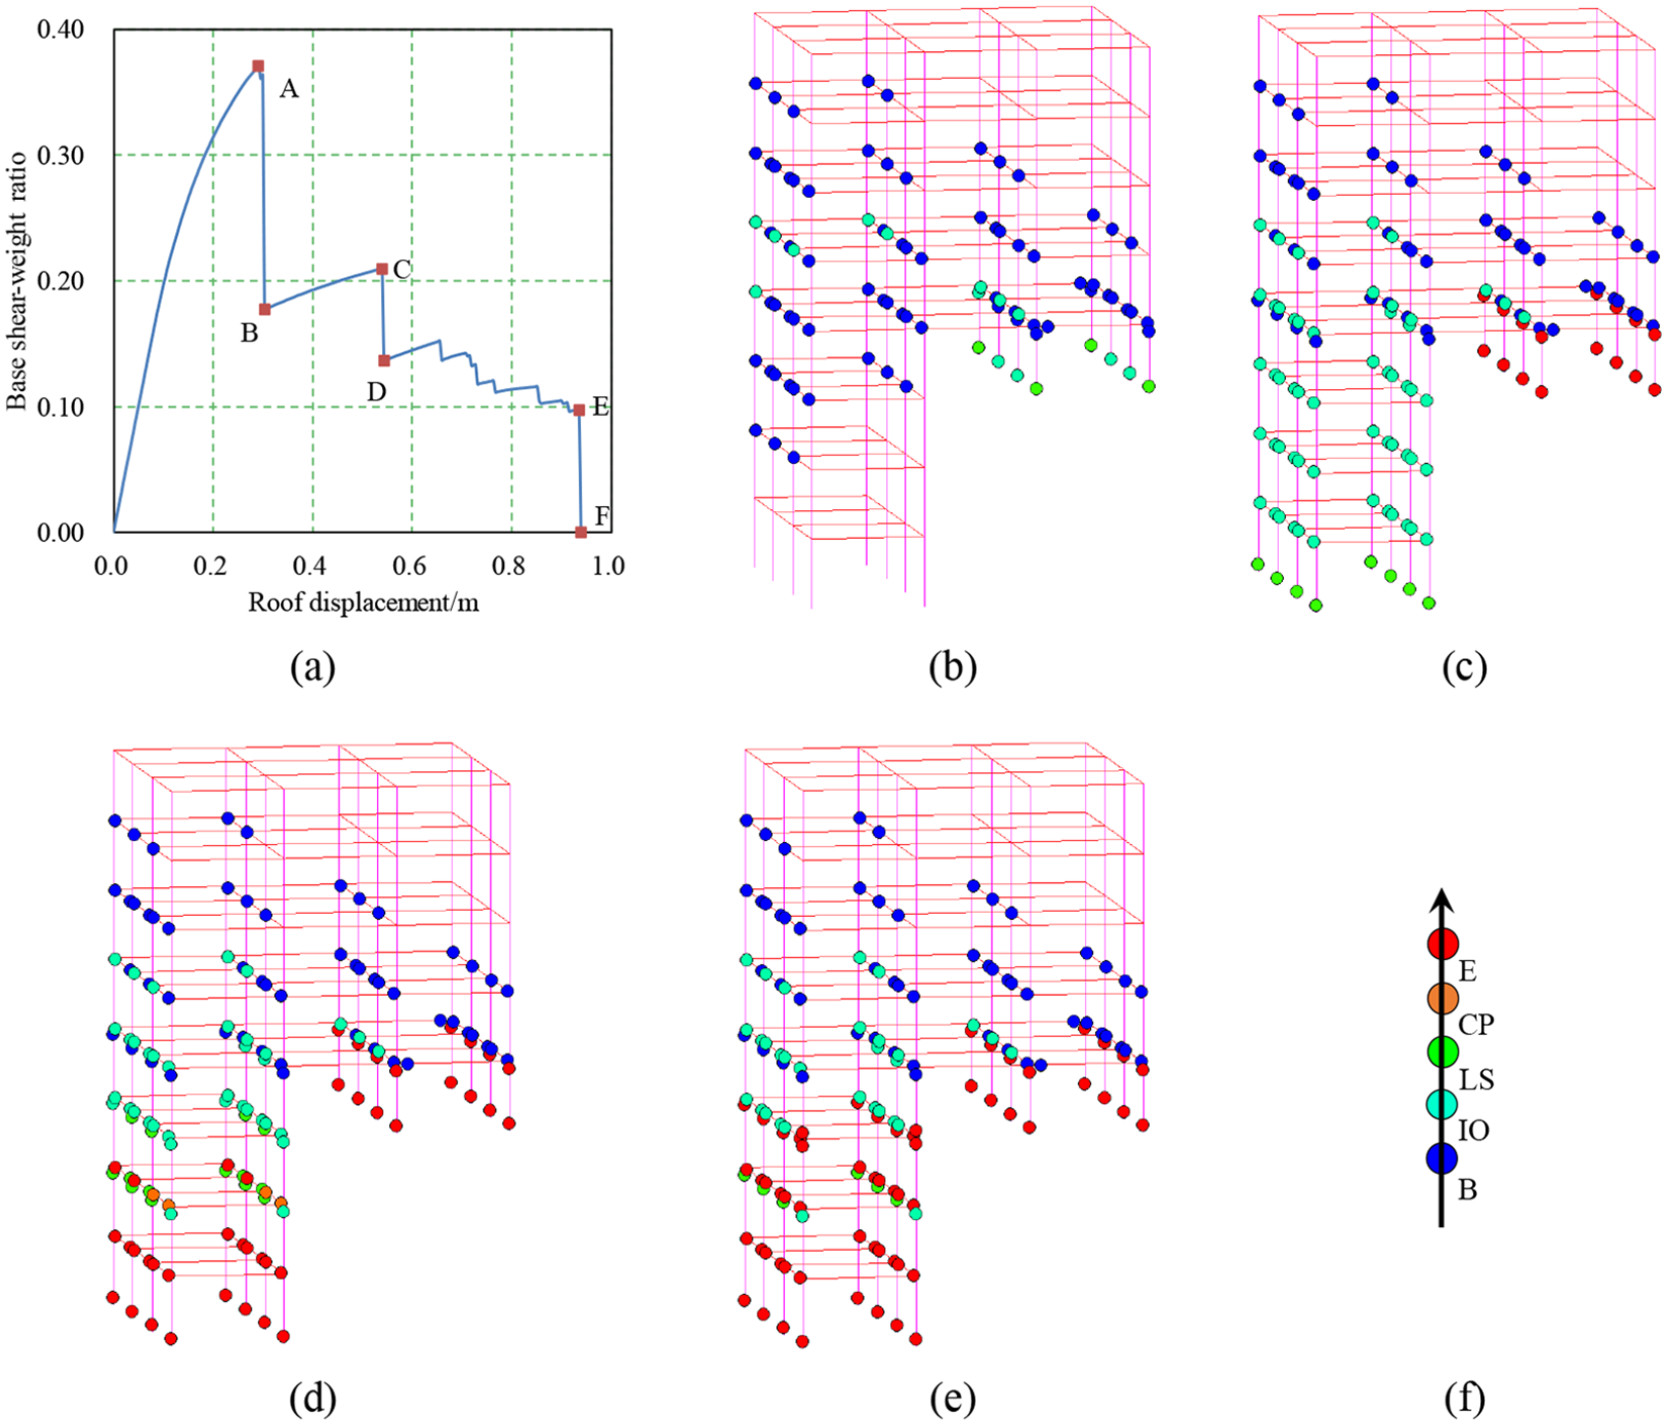 0.40
0.30
0.20
0.10
0.00
Base shear-weight ratio
A
B
C
D
E
F
0.0 0.2 0.4 0.6 0.8 1.0
Roof displacement/m
(a)
(b)
(c)
(d)
(e)
E
CP
LS
IO
B
(f)